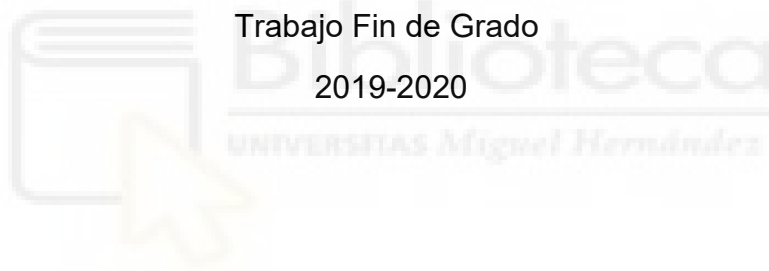 Trabajo Fin de Grado
2019-2020
Biblioteca
UNIVERSITAS Miguel Hernández